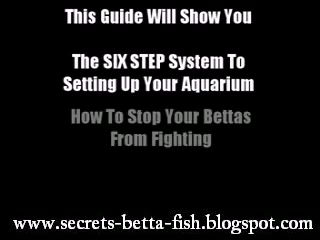 This Guide Will Show You
The SIX STEP System To
Setting Up Your Aquarium
How To Stop Your Bettas
From Fighting
www.secrets-betta-fish.blogspot.com